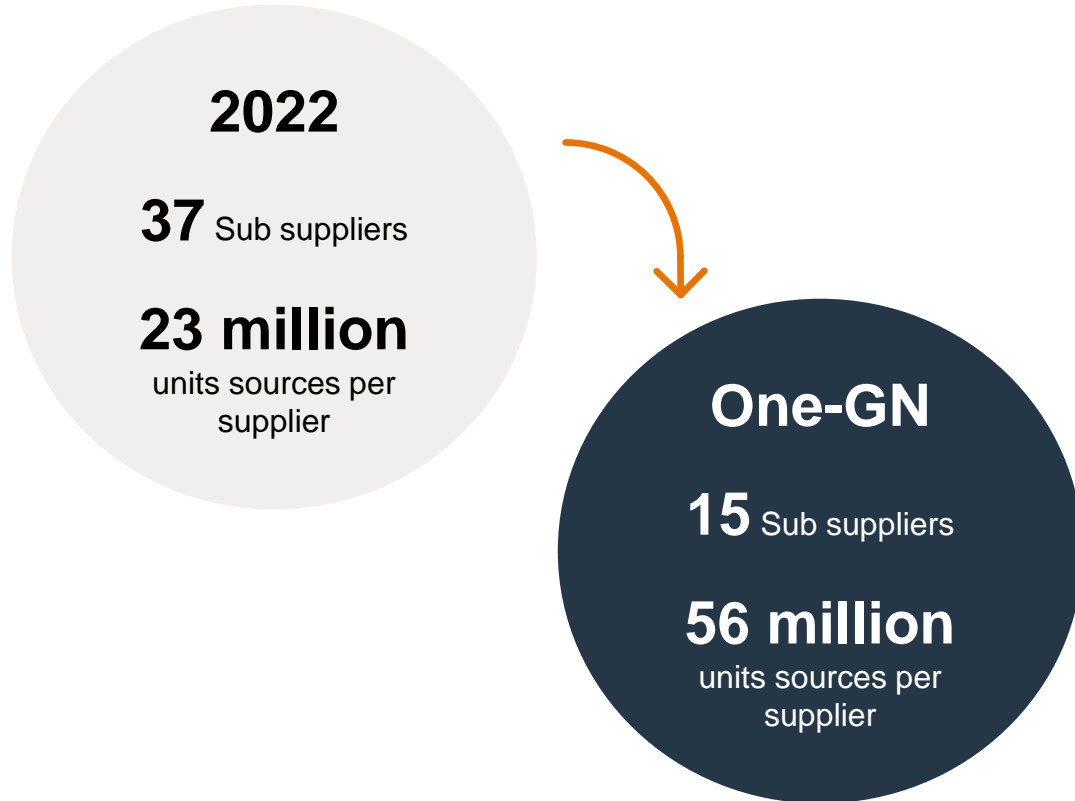 2022
37 Sub suppliers
23 million
units sources per
supplier
One-GN
15 Sub suppliers
56 million
units sources per
supplier